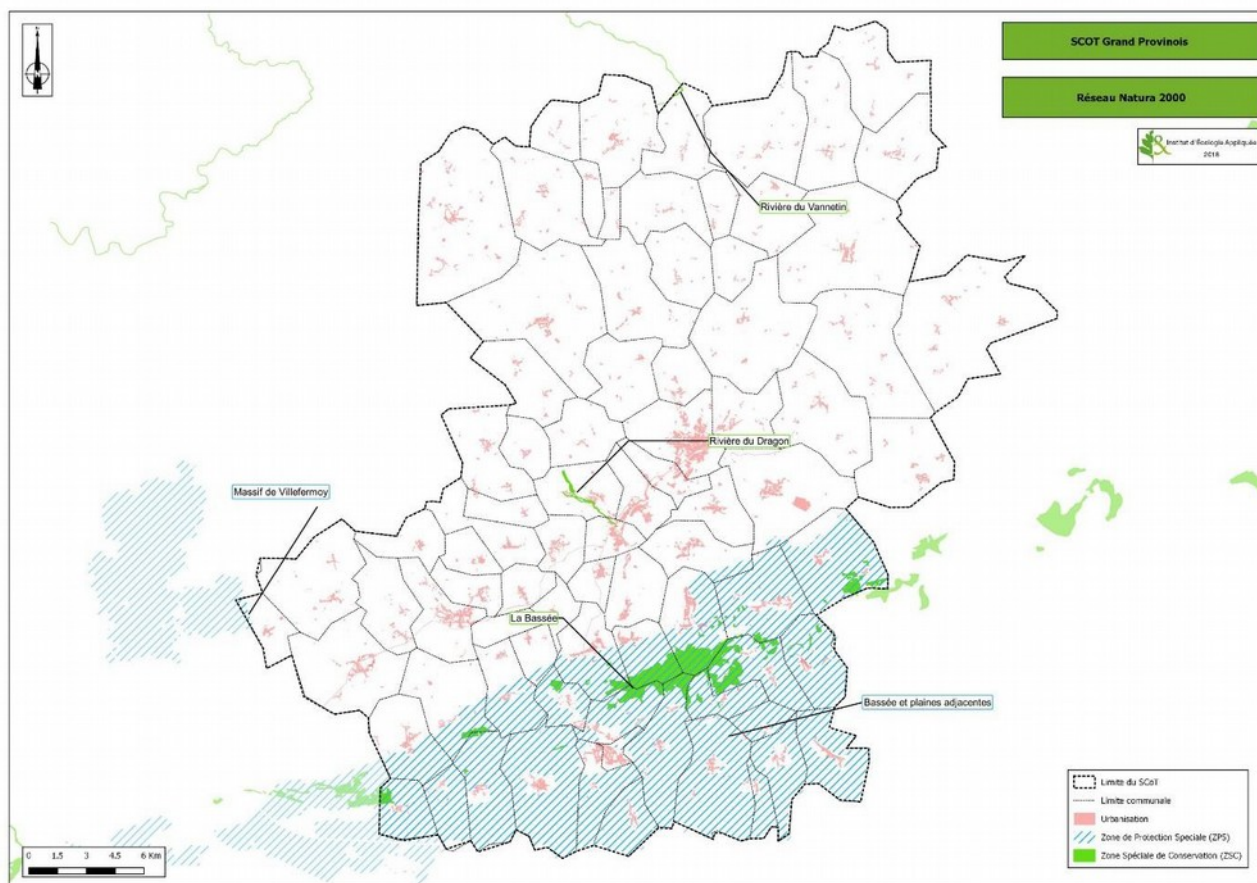 SCOT Grand Provinois
Réseau Natura 2000
Institut d'Écologie Appliquée
2018
Rivière du Vannetin
Rivière du Dragon
Massif de Villefermoy
La Bassée
Bassée et plaines adjacentes
Limite du SCoT
Limite communale
Urbanisation
Zone de Protection Speciale (ZPS)
Zone Spéciale de Conservation (ZSC)
0 1.5 3 4.5 6 Km